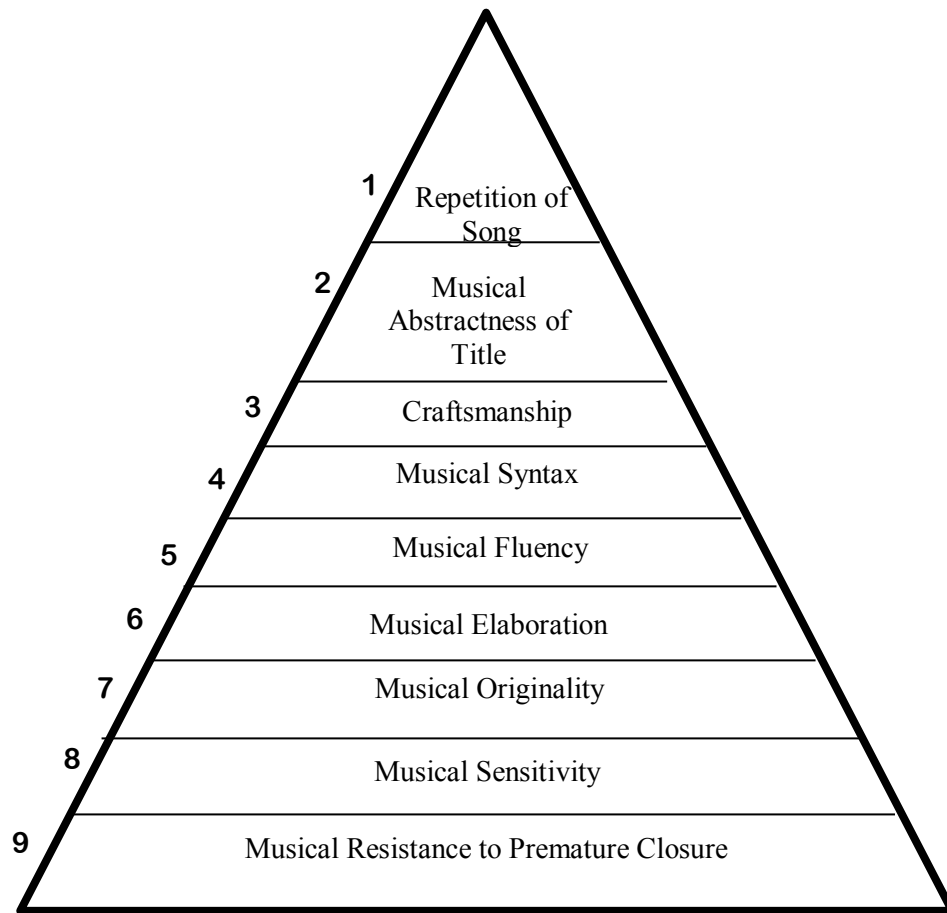 1
Repetition of
Song
2
Musical
Abstractness of
Title
3
Craftsmanship
4
Musical Syntax
5
Musical Fluency
6
Musical Elaboration
7
Musical Originality
8
Musical Sensitivity
9
Musical Resistance to Premature Closure